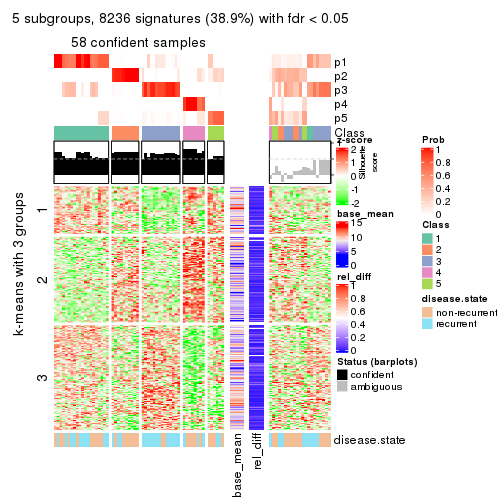 5 subgroups, 8236 signatures (38.9%) with fdr < 0.05
58 confident samples
p1
p2
p3
p4
p5
Class
Silhouette
score
1
2
3
k-means with 3 groups
disease.state
base_mean
rel_diff
z-score
2
1
0
-1
-2
base_mean
15
10
5
0
rel_diff
1
0.8
0.6
0.4
0.2
0
Status (barplots)
confident
ambiguous
Prob
1
0.8
0.6
0.4
0.2
0
Class
1
2
3
4
5
disease.state
non-recurrent
recurrent